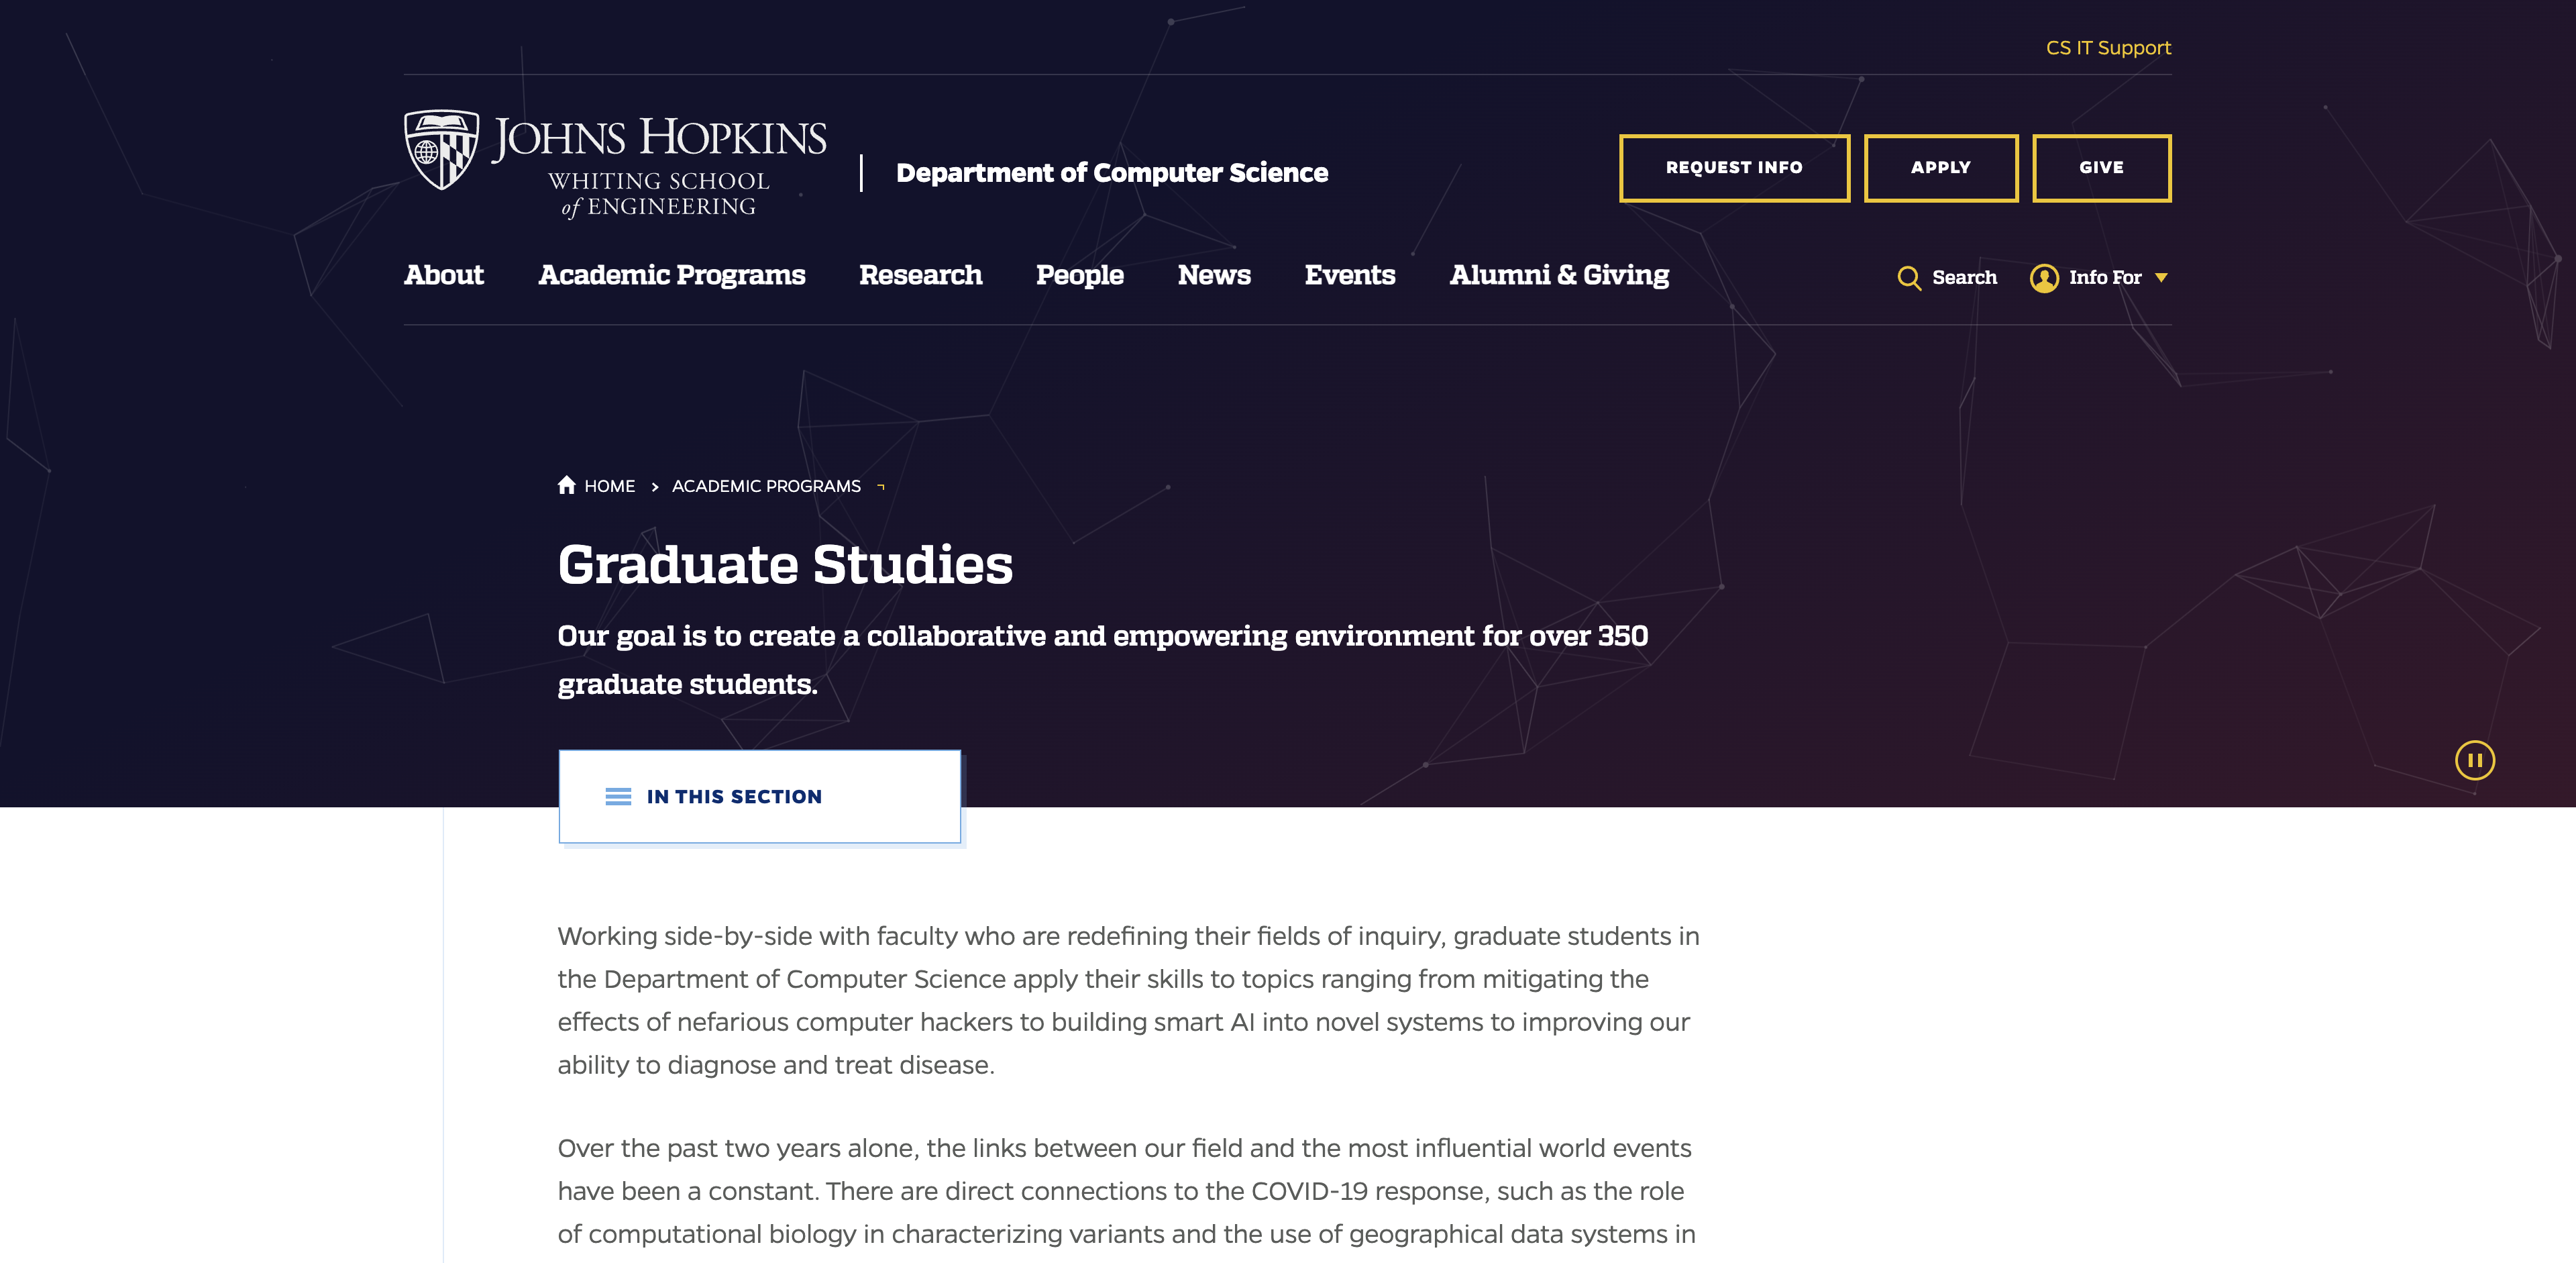 CS IT Support
JOHNS HOPKINS
WHITING SCHOOL
of ENGINEERING
Department of Computer Science
REQUEST INFO
APPLY
GIVE
About
Academic Programs
Research
People
News
Events
Alumni & Giving
Search
Info For
HOME > ACADEMIC PROGRAMS
Graduate Studies
Our goal is to create a collaborative and empowering environment for over 350
graduate students.
IN THIS SECTION
Working side-by-side with faculty who are redefining their fields of inquiry, graduate students in
the Department of Computer Science apply their skills to topics ranging from mitigating the
effects of nefarious computer hackers to building smart AI into novel systems to improving our
ability to diagnose and treat disease.
Over the past two years alone, the links between our field and the most influential world events
have been a constant. There are direct connections to the COVID-19 response, such as the role
of computational biology in characterizing variants and the use of geographical data systems in